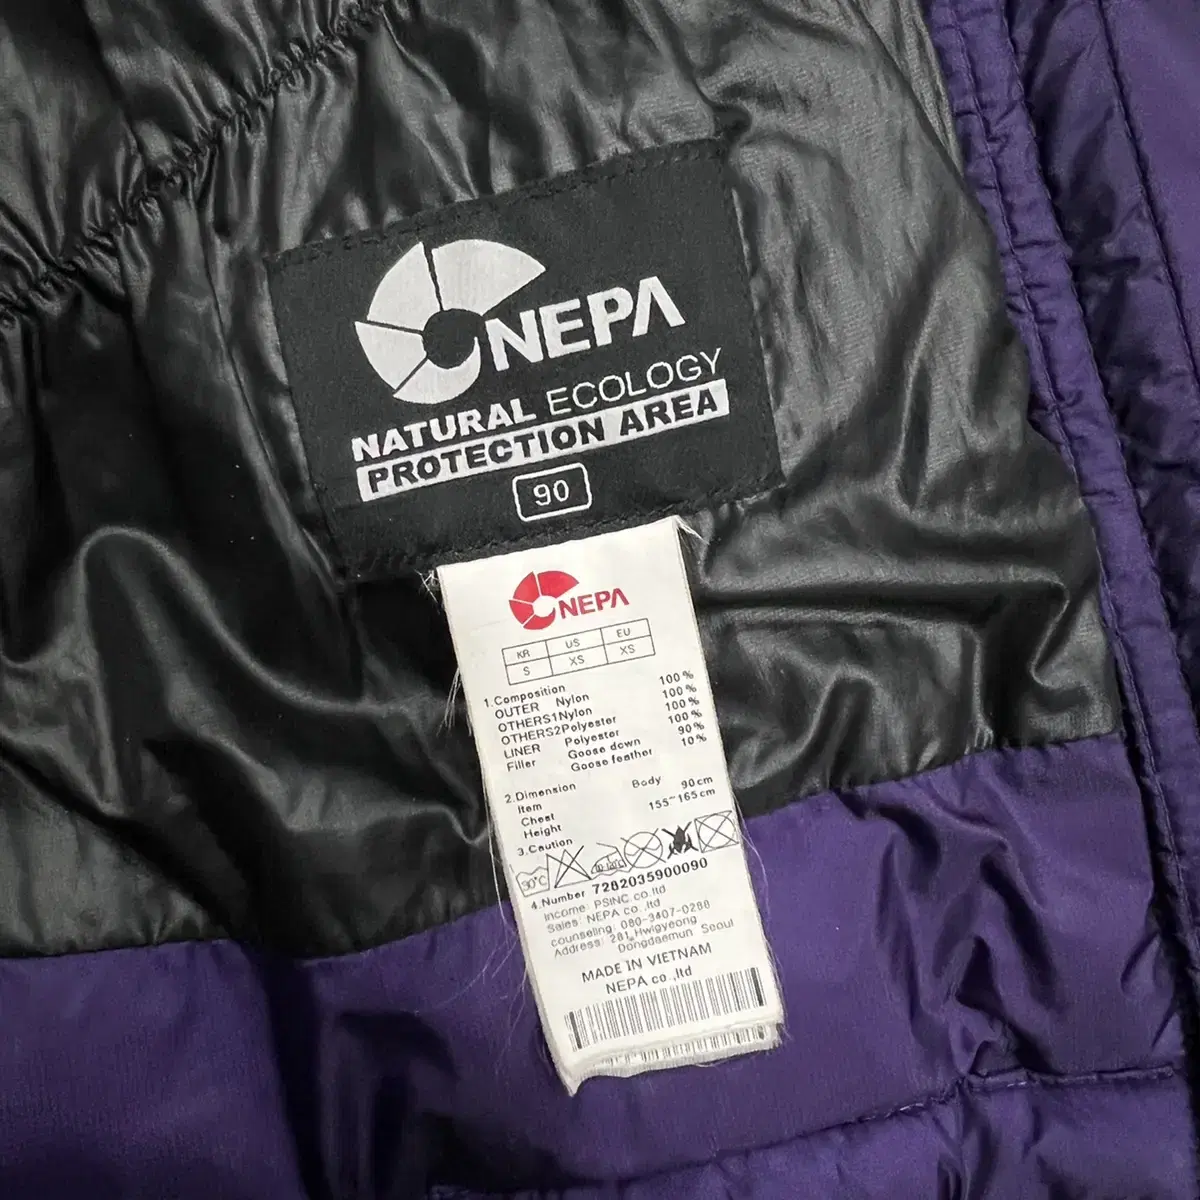 NEPA
NATURAL ECOLOGY
PROTECTION AREA
90
NEPA
KR US EU
S XS XS
1.Composition
OUTER Nylon 100%
OTHERS1Nylon 100%
OTHERS2Polyester 100%
LINER Polyester 100%
Filler Goose down 90%
Goose feather 10%
2.Dimension
Item Body
Chest 90cm
Height 155~165cm
3.Caution
30°C
4.Number 7282035900090
Income: PSINC.co.ltd
Sales: NEPA co.,ltd
counseling: 080-3407-0280
Address: 281,Hwigyeong
Dongdaemun Seoul
MADE IN VIETNAM
NEPA co.,ltd